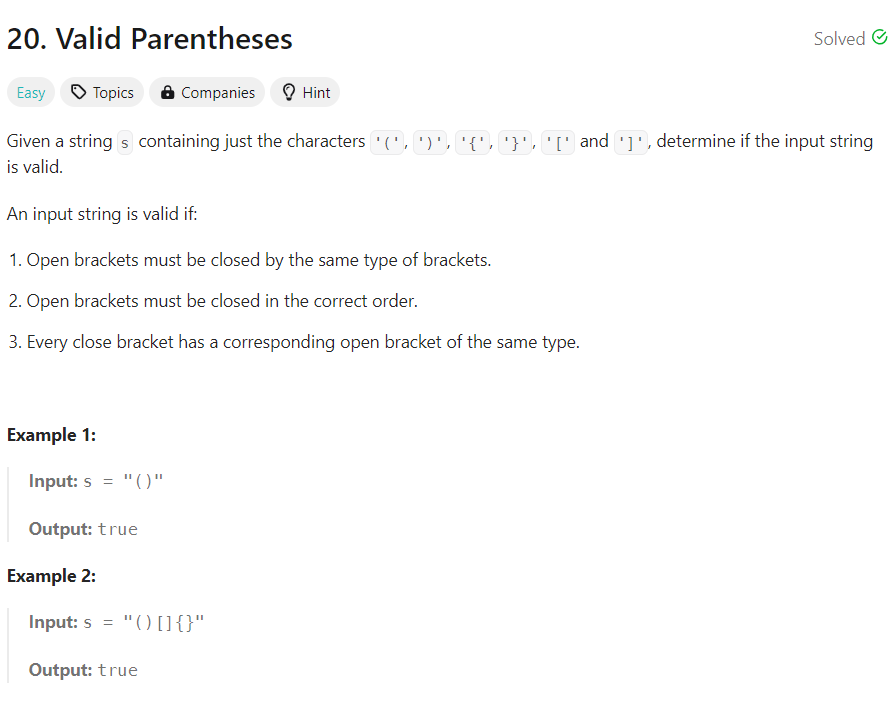 20. Valid Parentheses
Solved
Easy
Topics
Companies
Hint
Given a string s containing just the characters '(', ')', '{', '}', '[' and ']', determine if the input string
is valid.
An input string is valid if:
1. Open brackets must be closed by the same type of brackets.
2. Open brackets must be closed in the correct order.
3. Every close bracket has a corresponding open bracket of the same type.
Example 1:
Input: s = "()"
Output: true
Example 2:
Input: s = "()[]{}"
Output: true